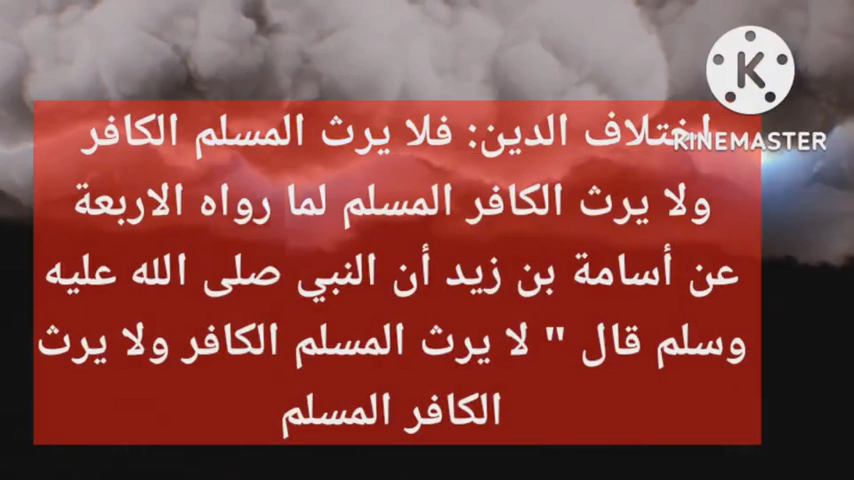 اختلاف الدين: فلا يرث المسلم الكافر
ولا يرث الكافر المسلم لما رواه الاربعة
عن أسامة بن زيد أن النبي صلى الله عليه
وسلم قال " لا يرث المسلم الكافر ولا يرث
الكافر المسلم
K
KINEMASTER